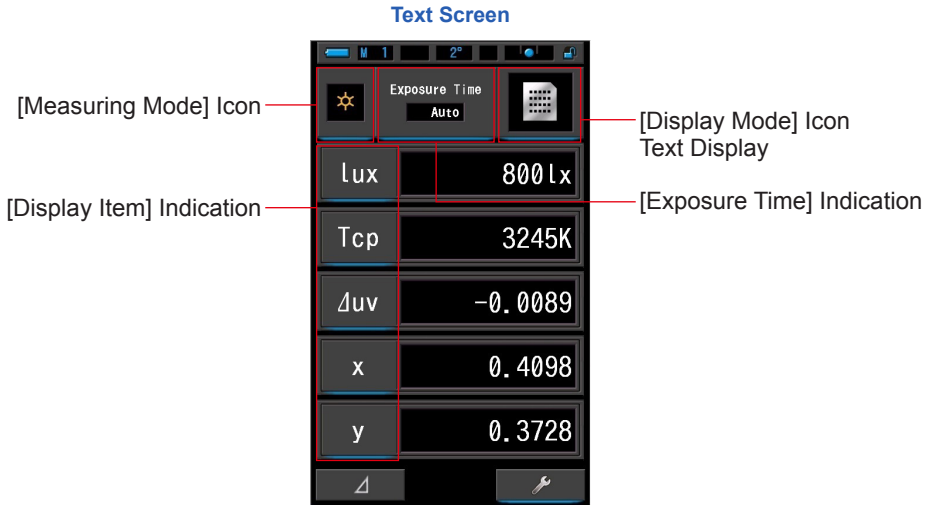 Text Screen
M 1 2°
[Measuring Mode] Icon
Exposure Time
Auto
[Display Mode] Icon
Text Display
[Exposure Time] Indication
[Display Item] Indication
lux 800lx
Tcp 3245K
⊿uv -0.0089
x 0.4098
y 0.3728
⊿